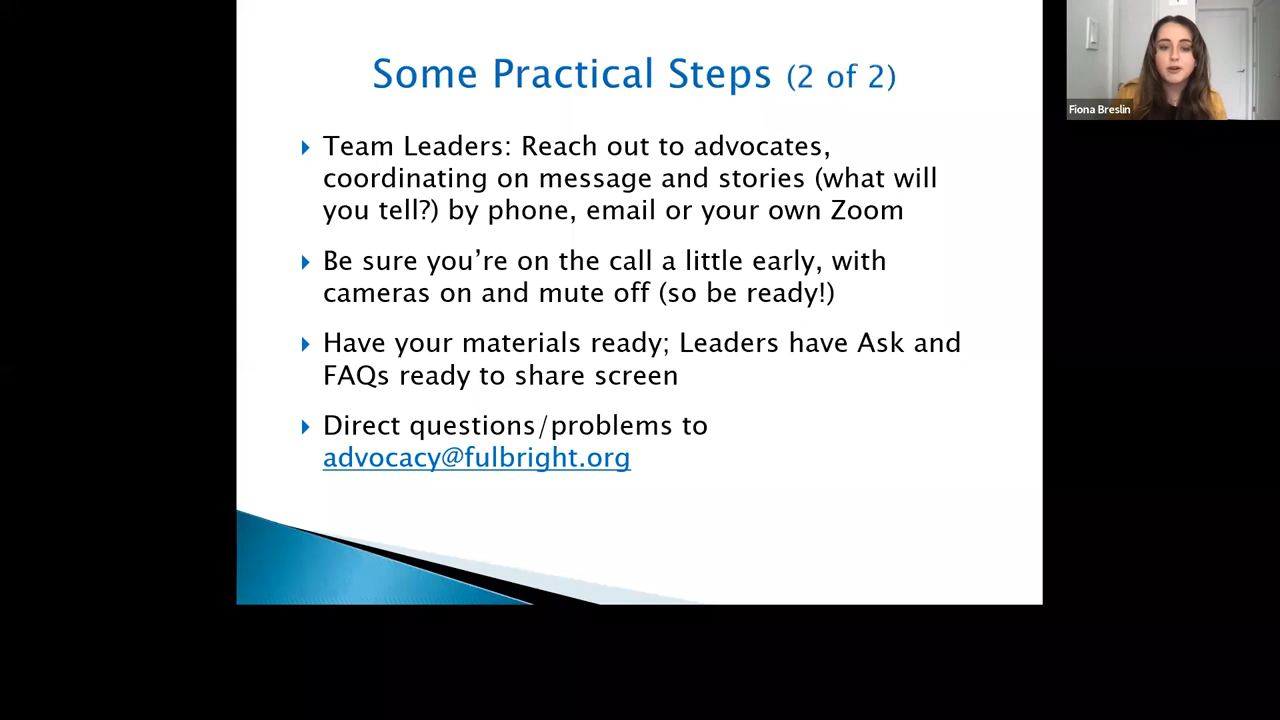 Some Practical Steps (2 of 2)
Team Leaders: Reach out to advocates,
coordinating on message and stories (what will
you tell?) by phone, email or your own Zoom
Be sure you’re on the call a little early, with
cameras on and mute off (so be ready!)
Have your materials ready; Leaders have Ask and
FAQs ready to share screen
Direct questions/problems to
advocacy@fulbright.org
Fiona Breslin